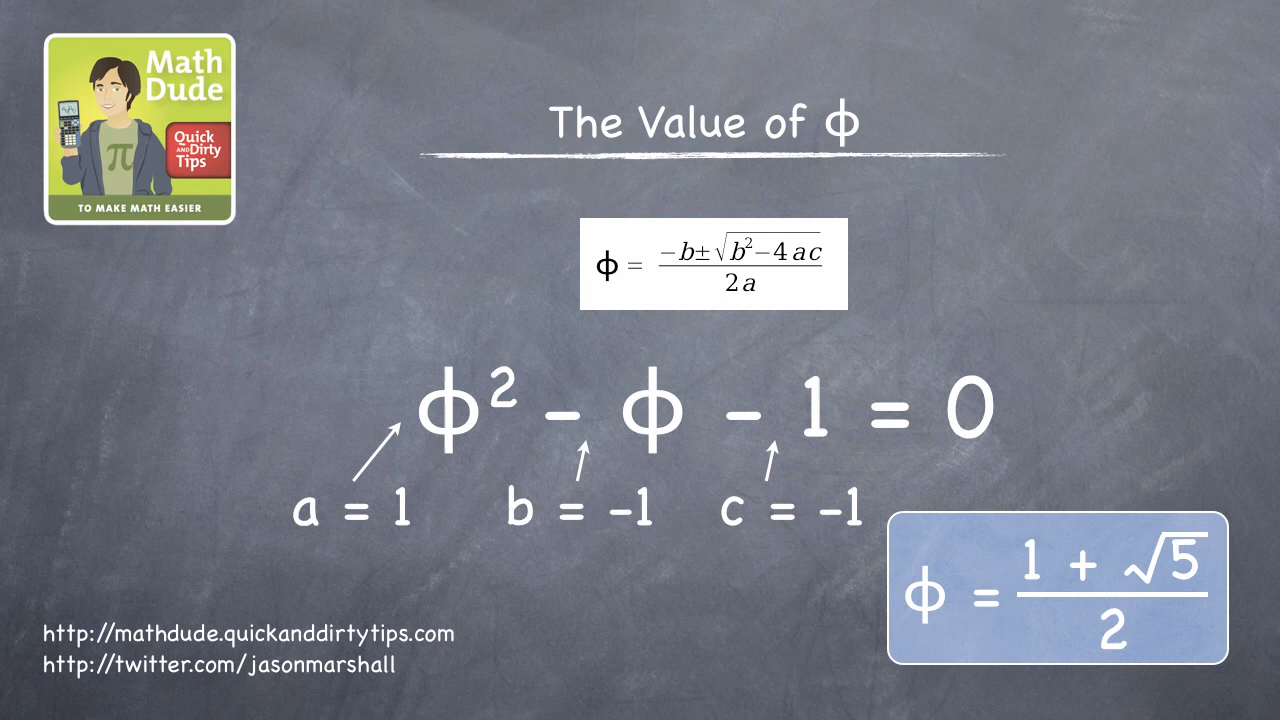 Math
Dude
Quick
AND Dirty
Tips
π
TO MAKE MATH EASIER
The Value of ϕ
ϕ = (−b±√(b²−4ac))/(2a)
ϕ² - ϕ - 1 = 0
a = 1 b = -1 c = -1
ϕ = (1 + √5)/2
http://mathdude.quickanddirtytips.com
http://twitter.com/jasonmarshall